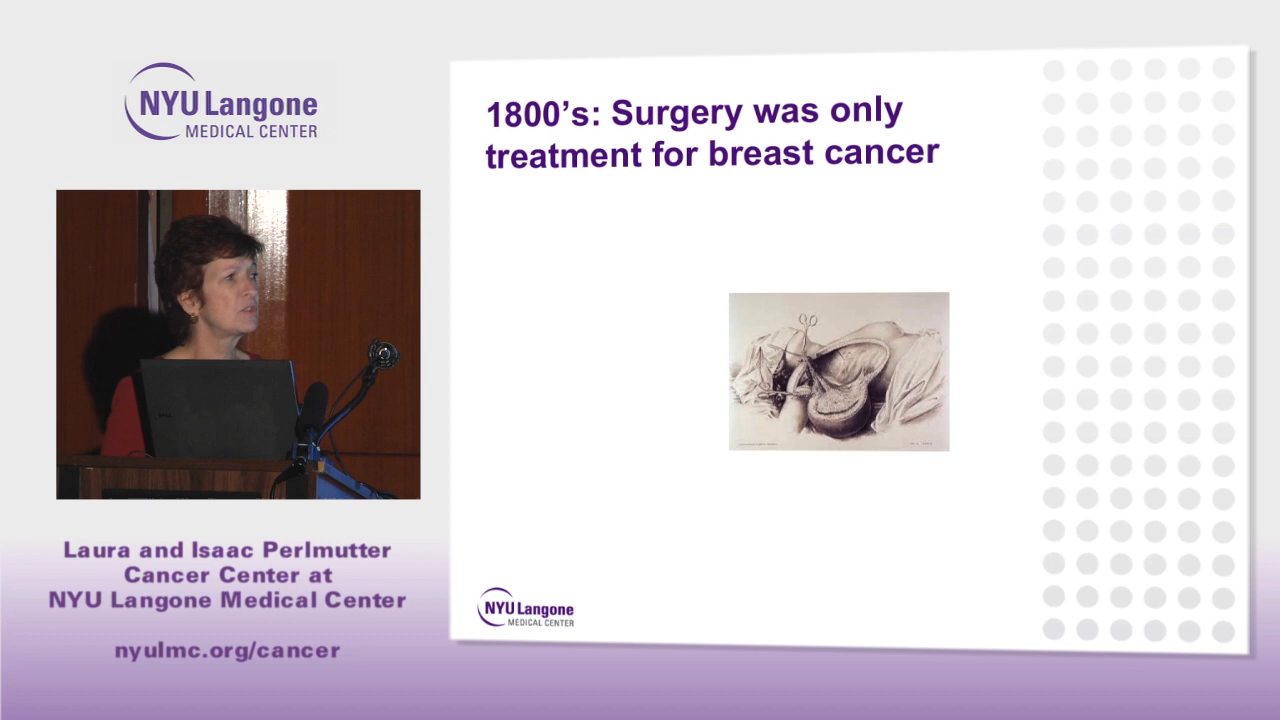 NYU Langone
MEDICAL CENTER
1800's: Surgery was only
treatment for breast cancer
Laura and Isaac Perlmutter
Cancer Center at
NYU Langone Medical Center
nyulmc.org/cancer
NYU Langone
MEDICAL CENTER